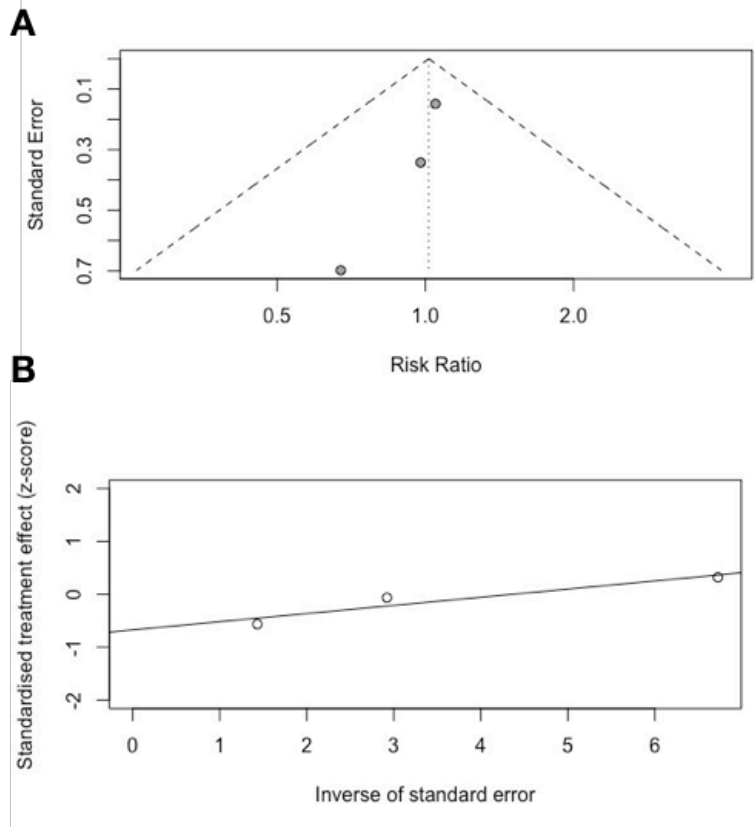 A
Standard Error
0.1
0.3
0.5
0.7
0.5 1.0 2.0
Risk Ratio
B
Standardised treatment effect (z-score)
2
1
0
-1
-2
0 1 2 3 4 5 6
Inverse of standard error